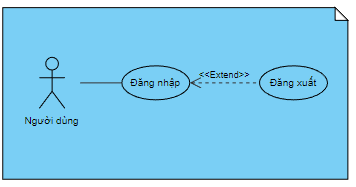 <<Extend>>
Đăng nhập
Đăng xuất
Người dùng